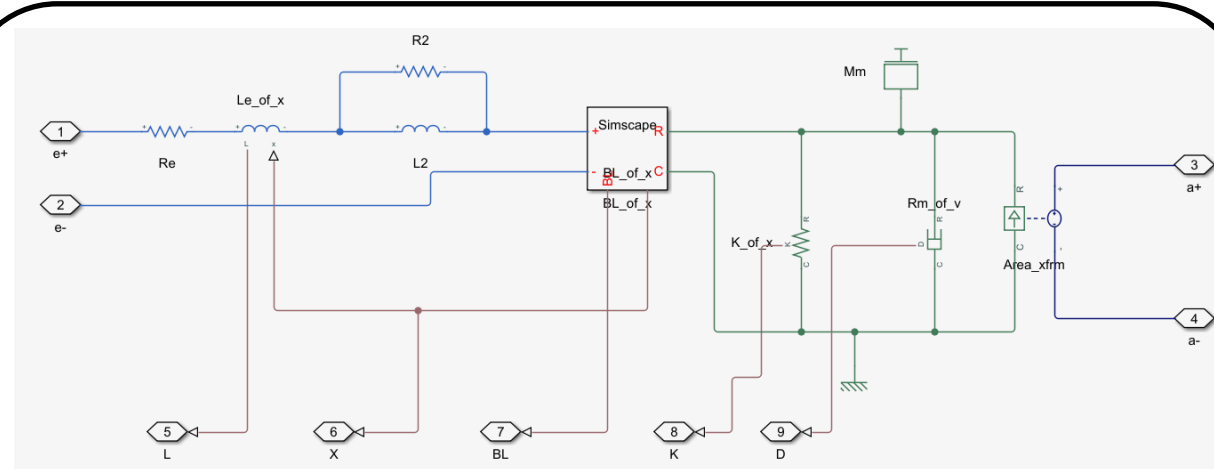 R2
Mm
Le_of_x
+ -
+ -
+ -
1
e+
Re
L x
+ -
L2
Simscape
+ R
- BL_of_x C
BL
BL_of_x
2
e-
K_of_x
R
K
C
Rm_of_v
R
D
C
R
C
Area_xfrm
+
-
3
a+
4
a-
5
L
6
X
7
BL
8
K
9
D